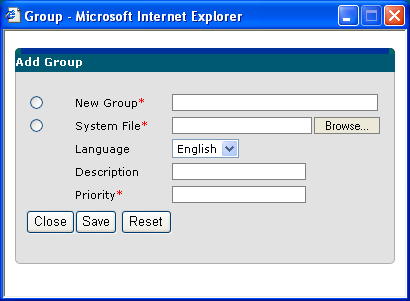 Group - Microsoft Internet Explorer
Add Group
New Group*
System File* Browse...
Language English
Description
Priority*
Close Save Reset